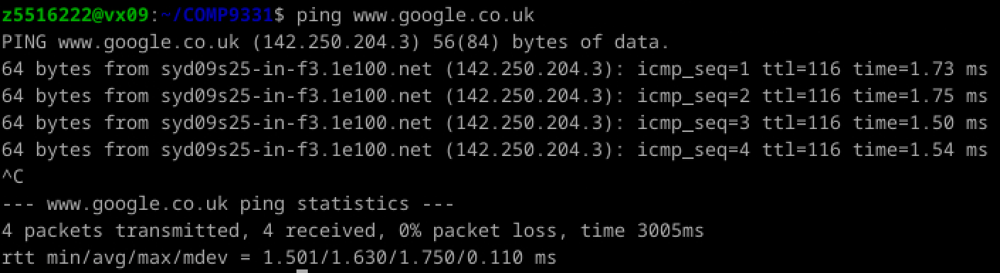 z5516222@vx09:~/COMP9331$ ping www.google.co.uk
PING www.google.co.uk (142.250.204.3) 56(84) bytes of data.
64 bytes from syd09s25-in-f3.1e100.net (142.250.204.3): icmp_seq=1 ttl=116 time=1.73 ms
64 bytes from syd09s25-in-f3.1e100.net (142.250.204.3): icmp_seq=2 ttl=116 time=1.75 ms
64 bytes from syd09s25-in-f3.1e100.net (142.250.204.3): icmp_seq=3 ttl=116 time=1.50 ms
64 bytes from syd09s25-in-f3.1e100.net (142.250.204.3): icmp_seq=4 ttl=116 time=1.54 ms
^C
--- www.google.co.uk ping statistics ---
4 packets transmitted, 4 received, 0% packet loss, time 3005ms
rtt min/avg/max/mdev = 1.501/1.630/1.750/0.110 ms